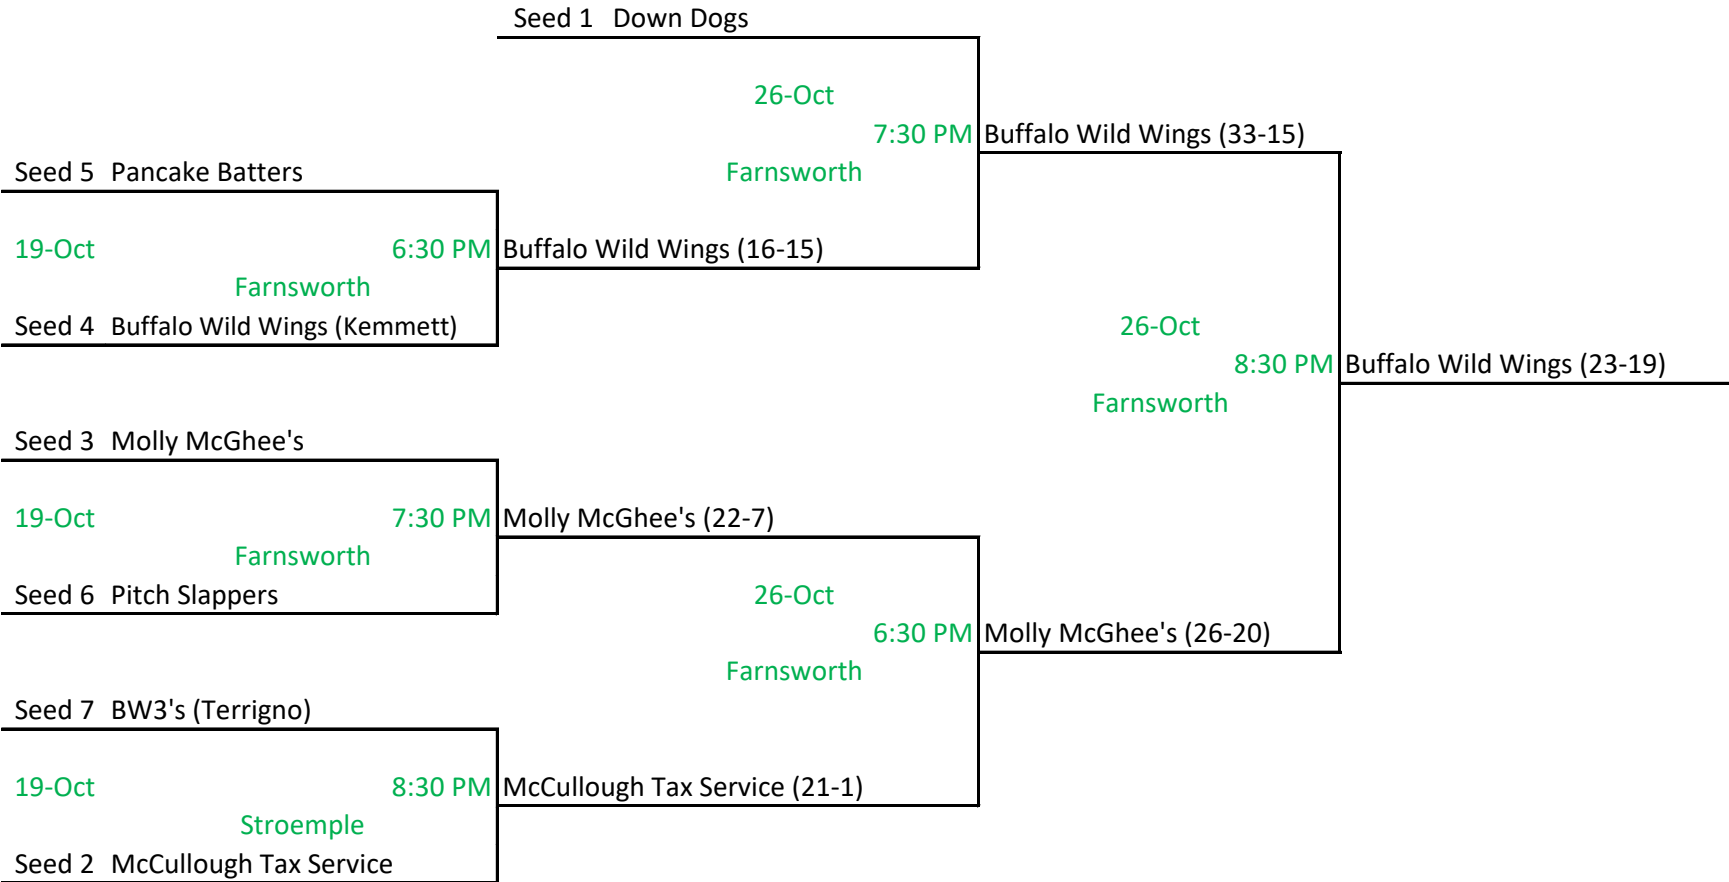 Seed 1 Down Dogs
26-Oct
7:30 PM Buffalo Wild Wings (33-15)
Seed 5 Pancake Batters
Farnsworth
19-Oct 6:30 PM Buffalo Wild Wings (16-15)
Farnsworth
Seed 4 Buffalo Wild Wings (Kemmett)
26-Oct
8:30 PM Buffalo Wild Wings (23-19)
Farnsworth
Seed 3 Molly McGhee's
19-Oct 7:30 PM Molly McGhee's (22-7)
Farnsworth
Seed 6 Pitch Slappers
26-Oct
6:30 PM Molly McGhee's (26-20)
Farnsworth
Seed 7 BW3's (Terrigno)
19-Oct 8:30 PM McCullough Tax Service (21-1)
Stroemple
Seed 2 McCullough Tax Service